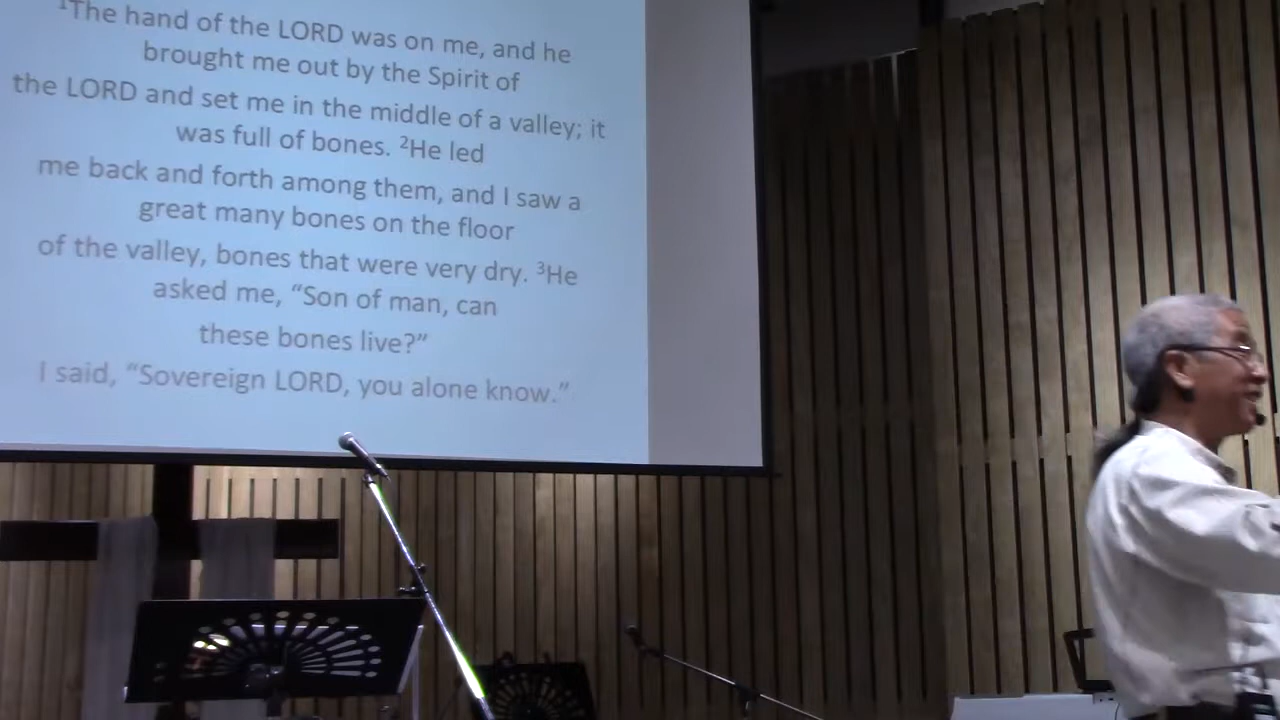 ¹The hand of the LORD was on me, and he
brought me out by the Spirit of
the LORD and set me in the middle of a valley; it
was full of bones. ²He led
me back and forth among them, and I saw a
great many bones on the floor
of the valley, bones that were very dry. ³He
asked me, “Son of man, can
these bones live?”
I said, “Sovereign LORD, you alone know.”